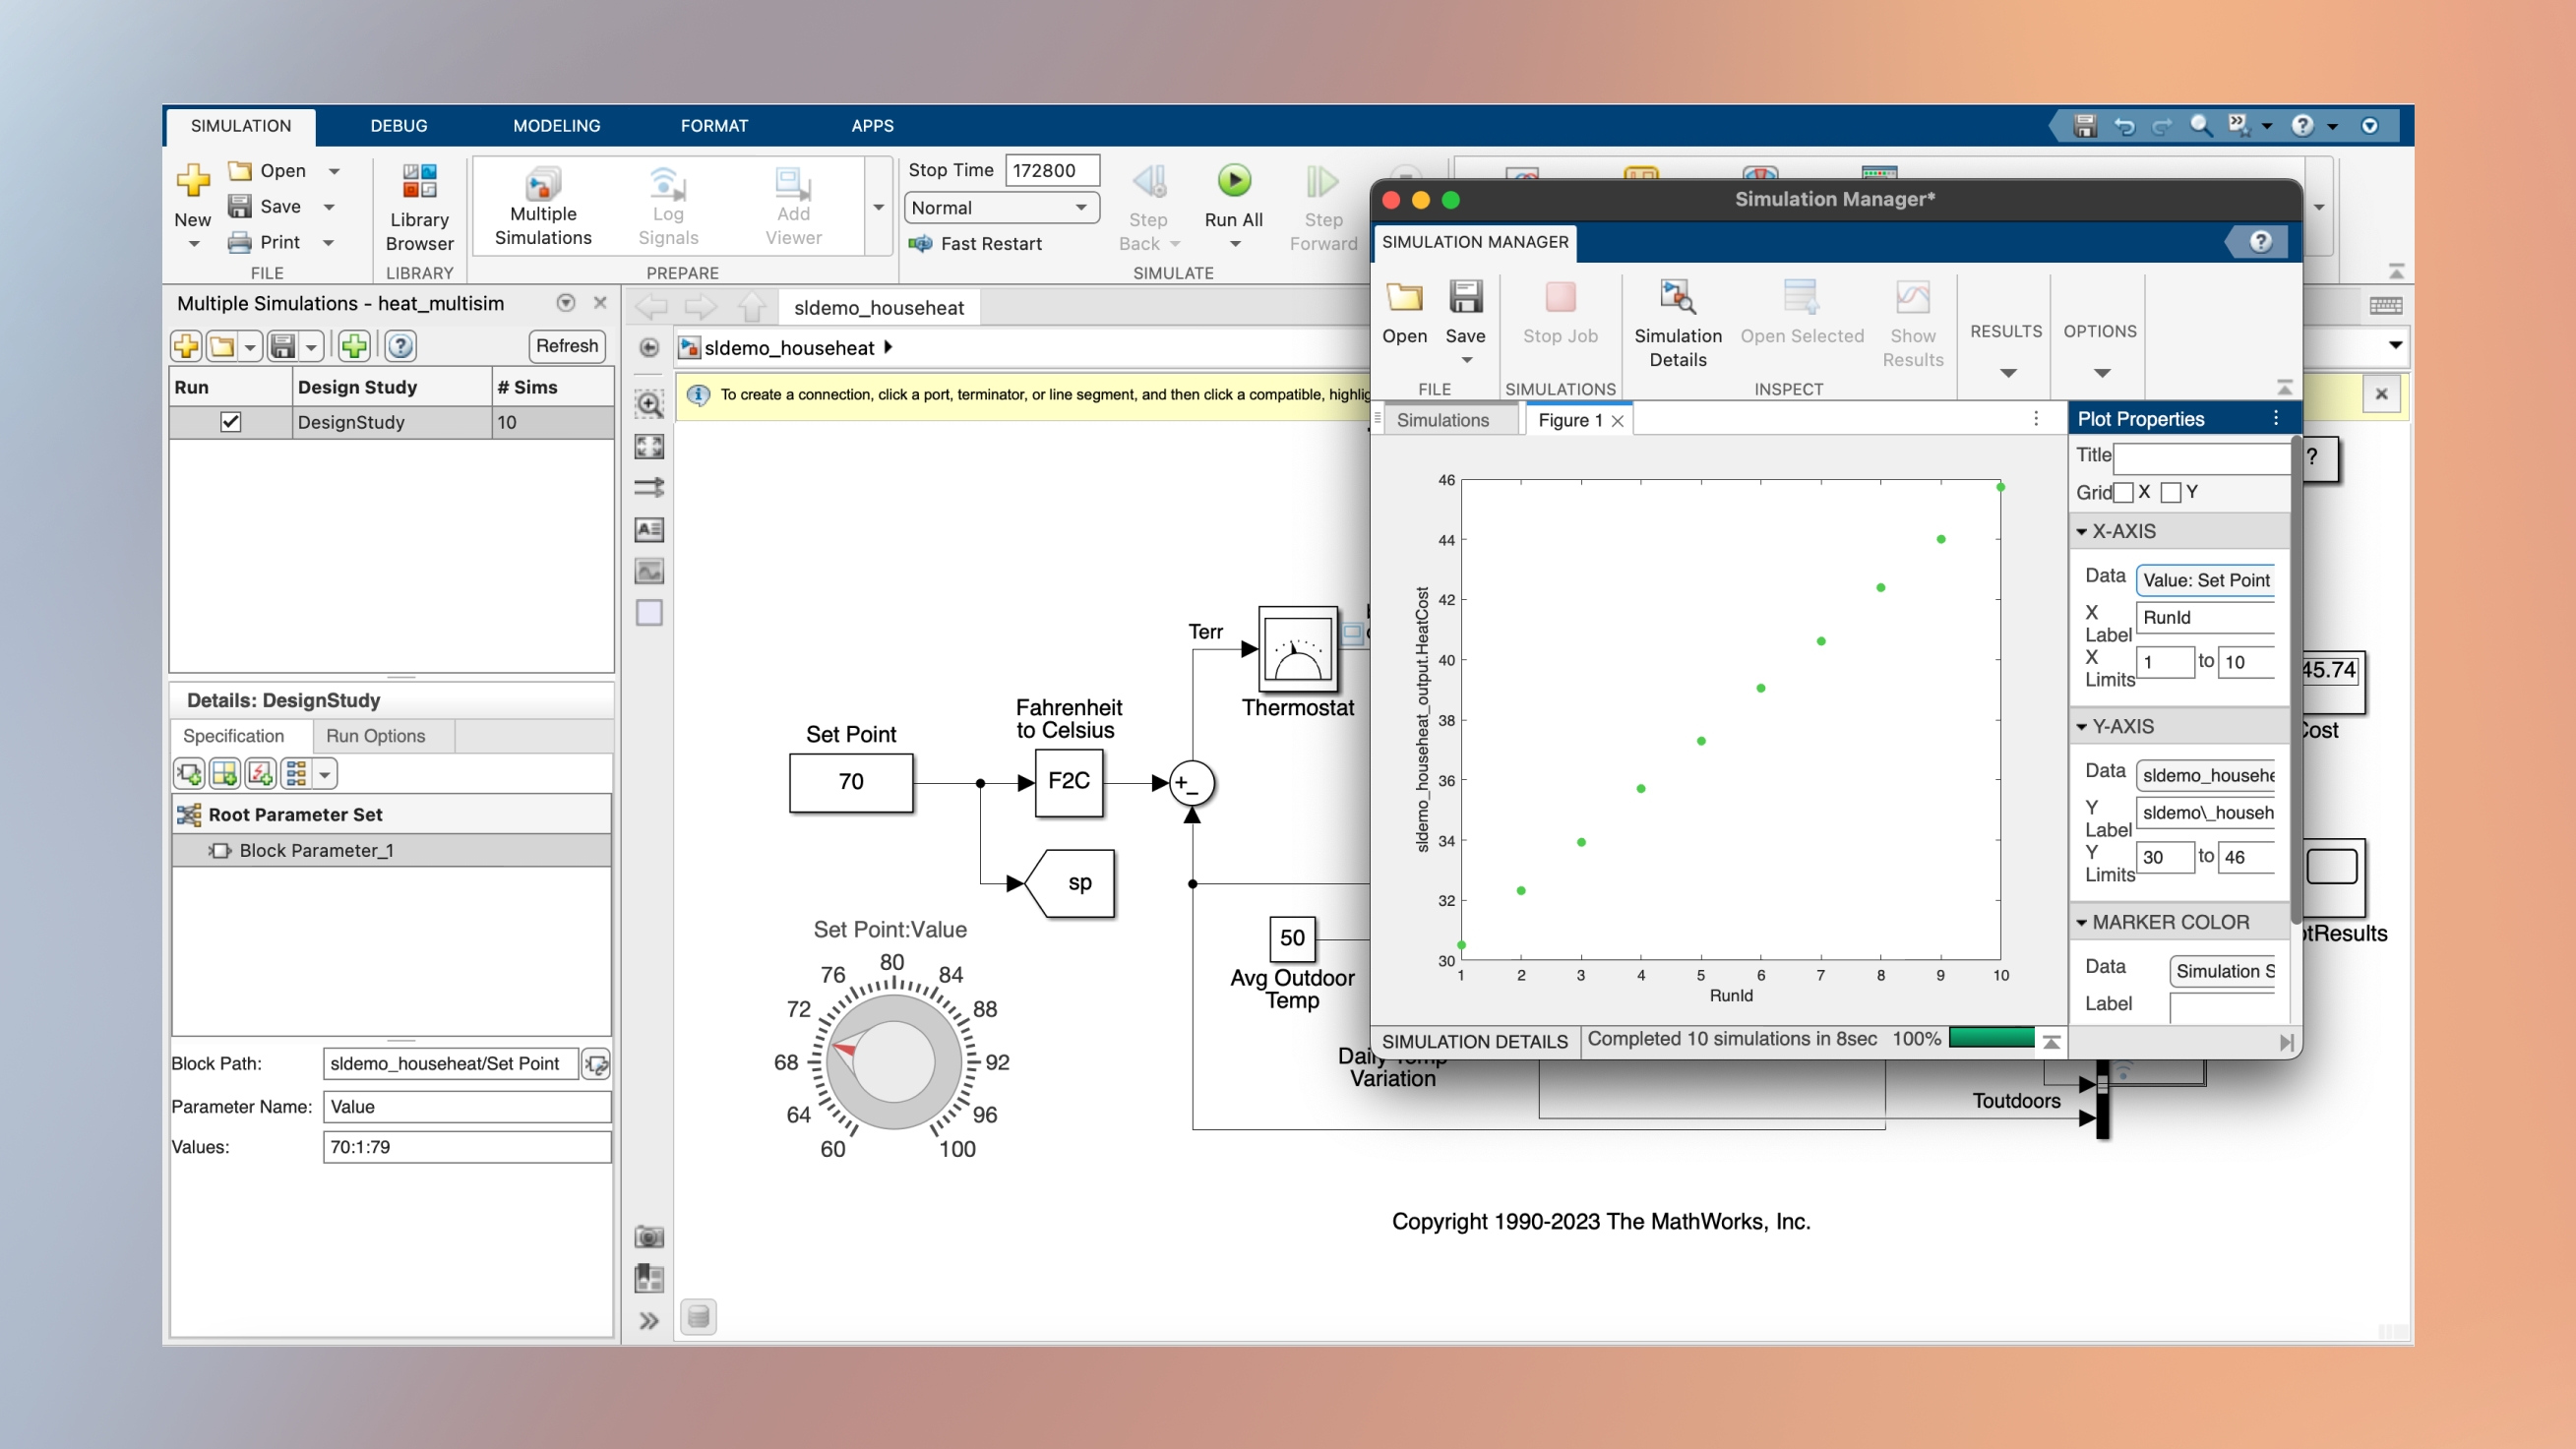 SIMULATION DEBUG MODELING FORMAT APPS
New
Open
Save
Print
FILE
Library
Browser
LIBRARY
Multiple
Simulations
Log
Signals
Add
Viewer
PREPARE
Stop Time 172800
Normal
Fast Restart
Step
Back
Run All
Step
Forward
SIMULATE
Multiple Simulations - heat_multisim
Refresh
Run Design Study # Sims
DesignStudy 10
Details: DesignStudy
Specification Run Options
Root Parameter Set
Block Parameter_1
Block Path: sldemo_househeat/Set Point
Parameter Name: Value
Values: 70:1:79
sldemo_househeat
sldemo_househeat
To create a connection, click a port, terminator, or line segment, and then click a compatible,
Set Point
70
Fahrenheit
to Celsius
F2C
sp
+
−
Terr
Thermostat
Set Point:Value
60
64
68
72
76
80
84
88
92
96
100
50
Avg Outdoor
Temp
Daily Temp
Variation
Toutdoors
?
45.74
Copyright 1990-2023 The MathWorks, Inc.
Simulation Manager*
SIMULATION MANAGER
Open
Save
FILE
Stop Job
SIMULATIONS
Simulation
Details
Open Selected
Show
Results
INSPECT
RESULTS
OPTIONS
Simulations Figure 1
sldemo_househeat_output.HeatCost
46
44
42
40
38
36
34
32
30
1 2 3 4 5 6 7 8 9 10
RunId
Plot Properties
Title
Grid X Y
X-AXIS
Data Value: Set Point
X
Label
RunId
X
Limits
1 to 10
Y-AXIS
Data sldemo_househe
Y
Label
sldemo\_househ
Y
Limits
30 to 46
MARKER COLOR
Data Simulation S
Label
SIMULATION DETAILS Completed 10 simulations in 8sec 100%